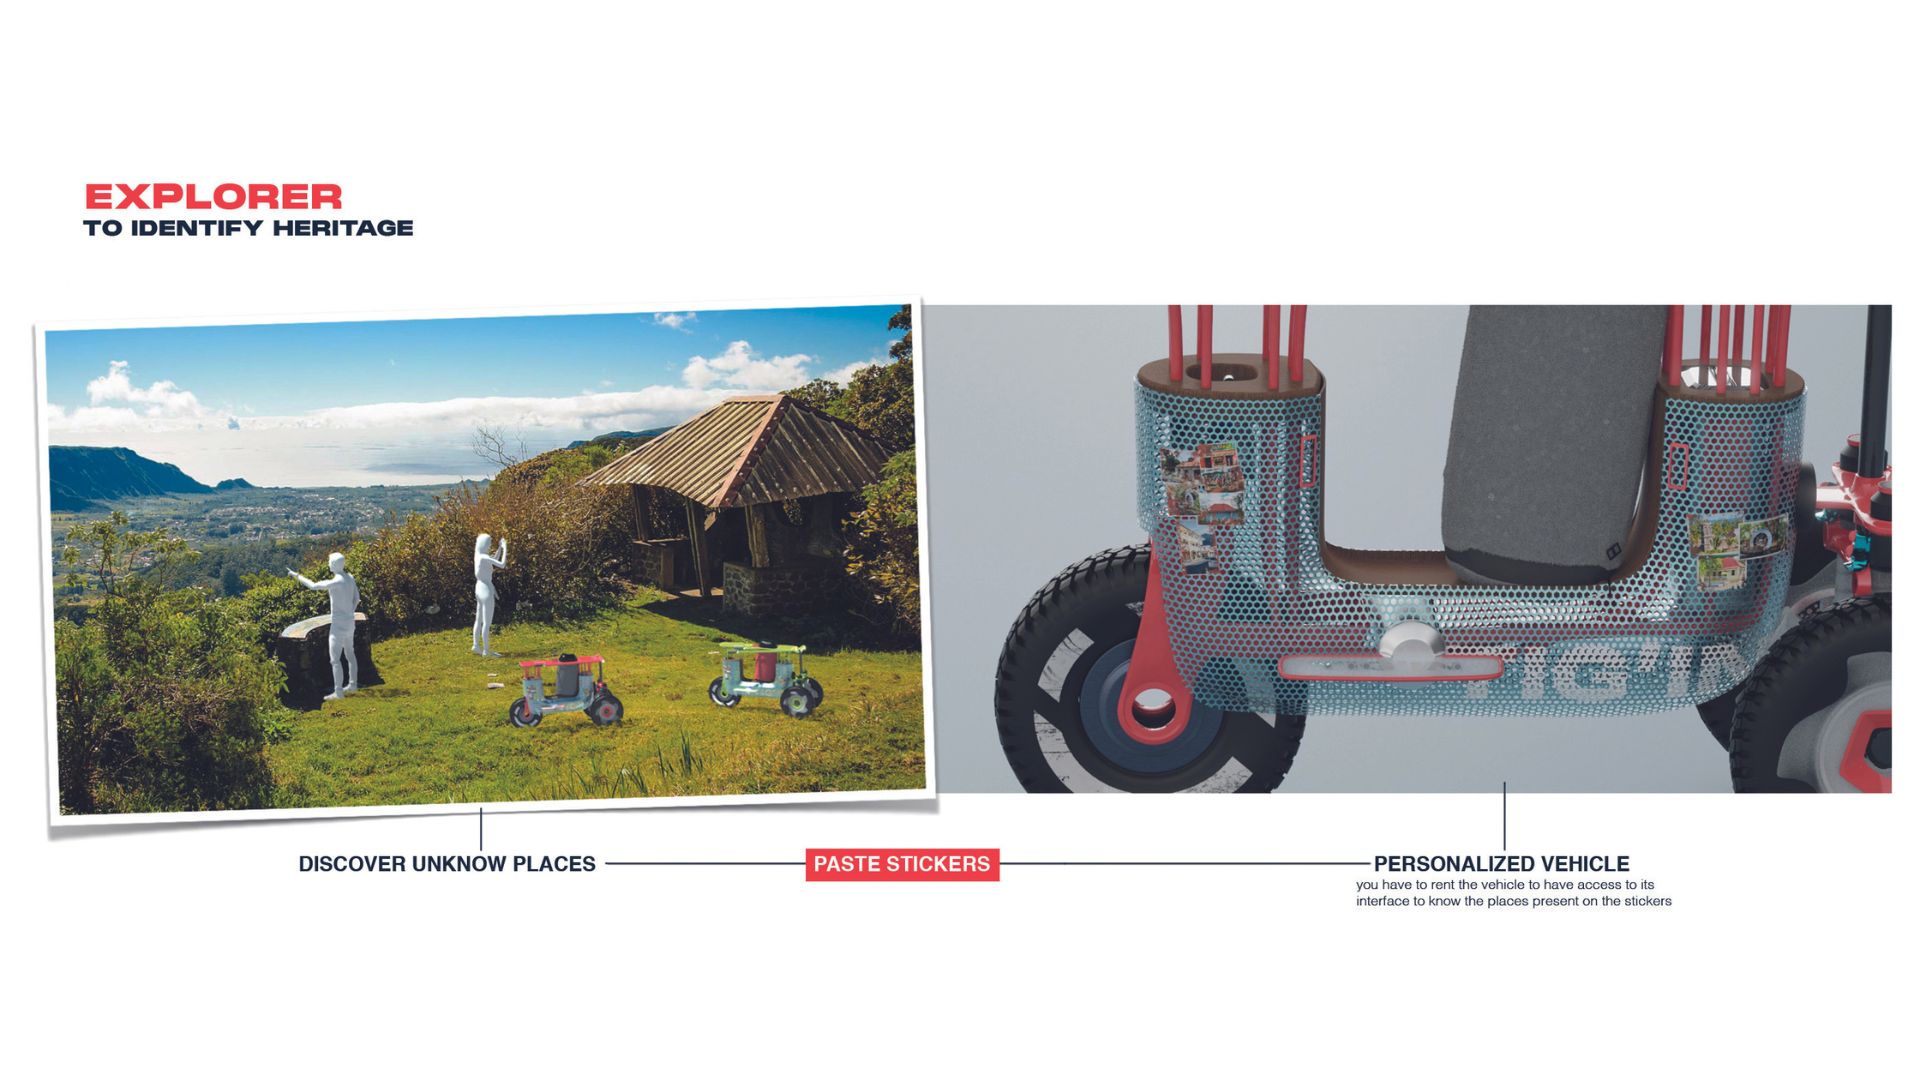 EXPLORER
TO IDENTIFY HERITAGE
DISCOVER UNKNOW PLACES
PASTE STICKERS
PERSONALIZED VEHICLE
you have to rent the vehicle to have access to its
interface to know the places present on the stickers